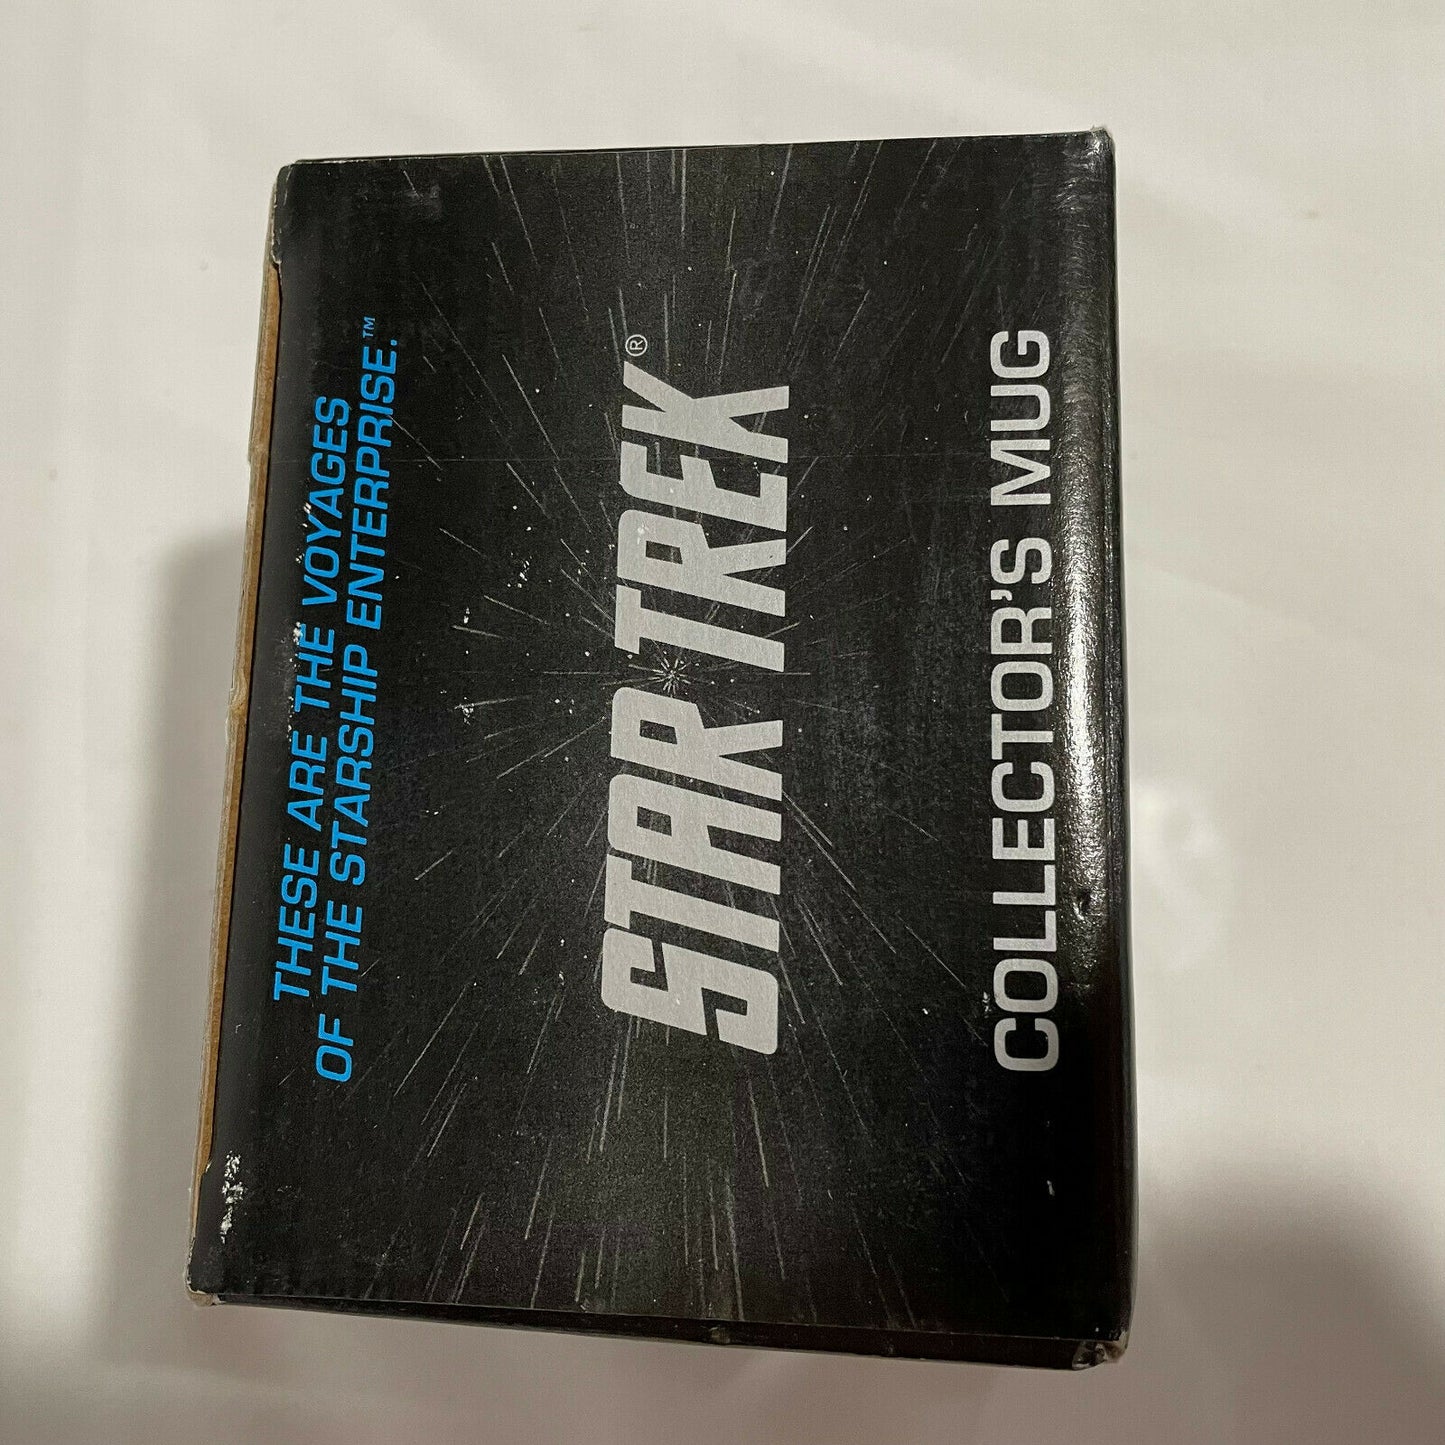 THESE ARE THE VOYAGES
OF THE STARSHIP ENTERPRISE.™
STAR TREK®
COLLECTOR'S MUG